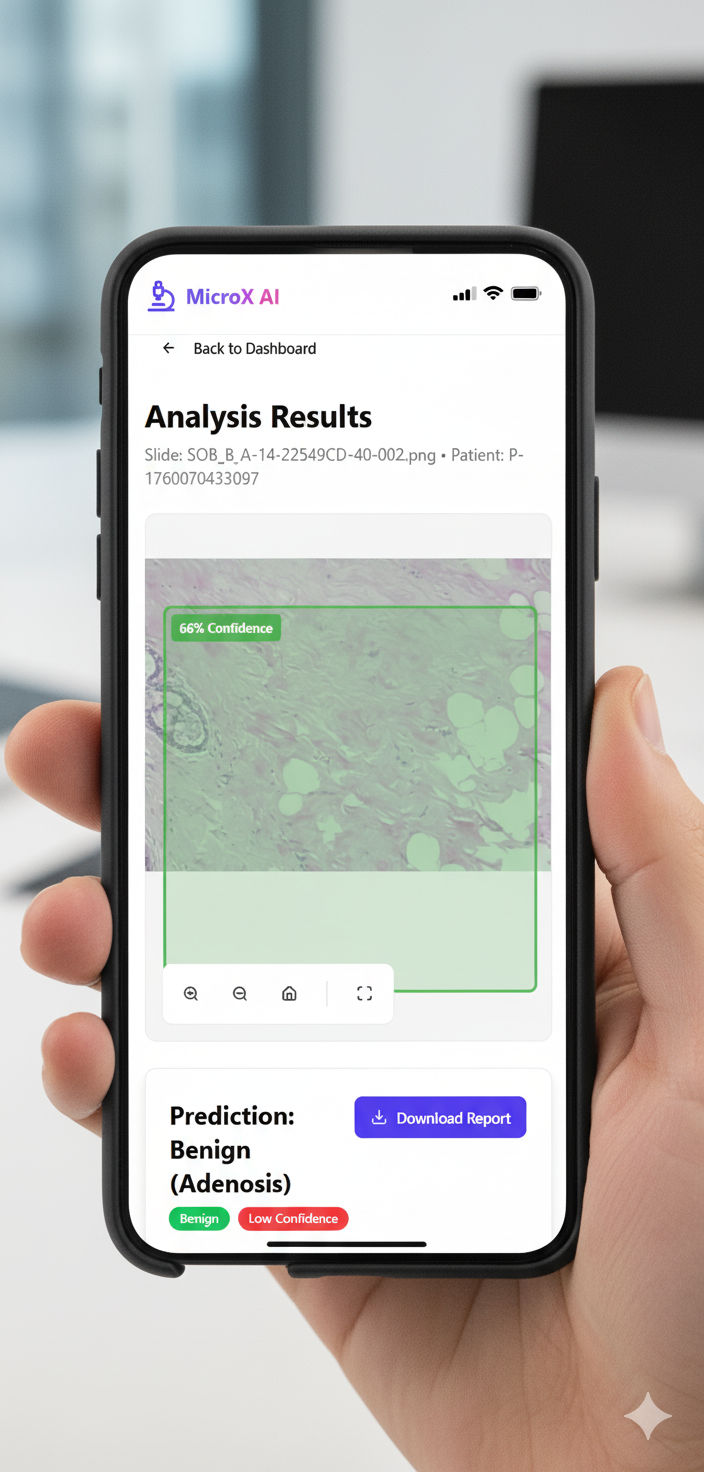 MicroX AI
Back to Dashboard
Analysis Results
Slide: SOB_B_A-14-22549CD-40-002.png • Patient: P-
1760070433097
66% Confidence
Prediction:
Benign
(Adenosis)
Download Report
Benign
Low Confidence